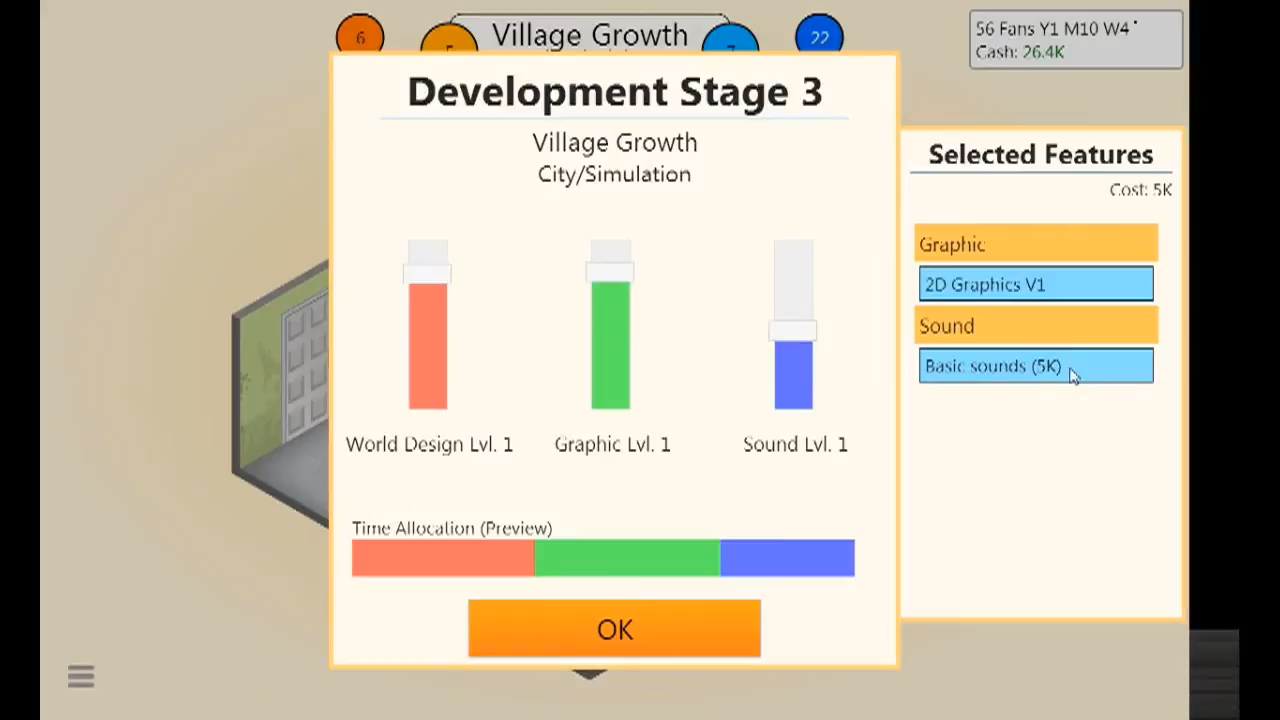 6
Village Growth
22
56 Fans Y1 M10 W4
Cash: 26.4K
Development Stage 3
Village Growth
City/Simulation
World Design Lvl. 1
Graphic Lvl. 1
Sound Lvl. 1
Time Allocation (Preview)
OK
Selected Features
Cost: 5K
Graphic
2D Graphics V1
Sound
Basic sounds (5K)